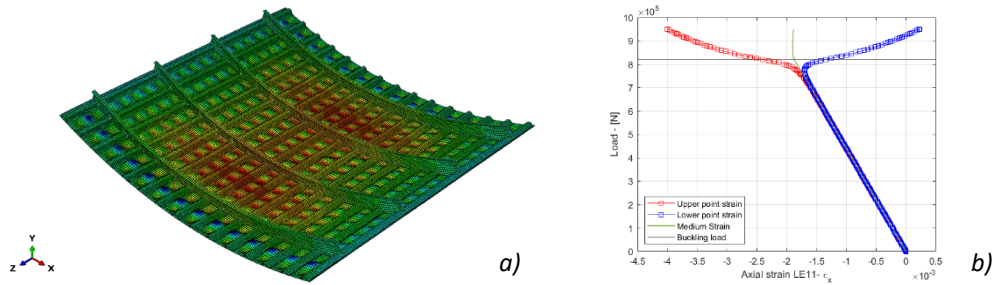 Y
Z
X
a)
× 10⁵
10
9
8
7
6
5
4
3
2
1
0
Load - [N]
Upper point strain
Lower point strain
Medium Strain
Buckling load
-4.5 -4 -3.5 -3 -2.5 -2 -1.5 -1 -0.5 0 0.5
Axial strain LE11- ϵₓ
× 10⁻³
b)